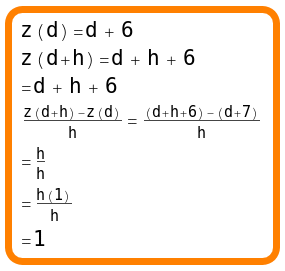 z(d)=d + 6
z(d+h)=d + h + 6
=d + h + 6
z(d+h)−z(d)/h = (d+h+6)−(d+7)/h
=h/h
=h(1)/h
=1